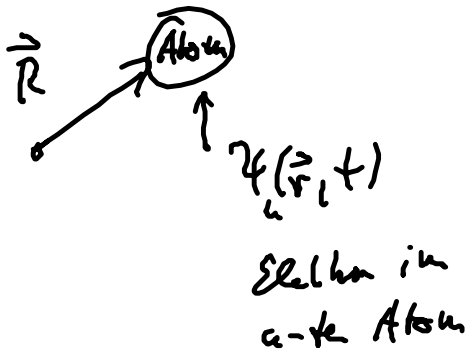 Atom
R⃗
ψₙ(r⃗, t)
Elektron im
n-ten Atom